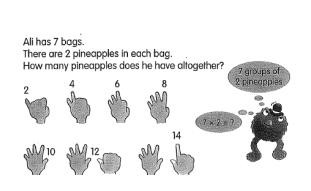 Ali has 7 bags.
There are 2 pineapples in each bag.
How many pineapples does he have altogether?
7 groups of
2 pineapples
2 4 6 8
7 x 2 = ?
14
10 12